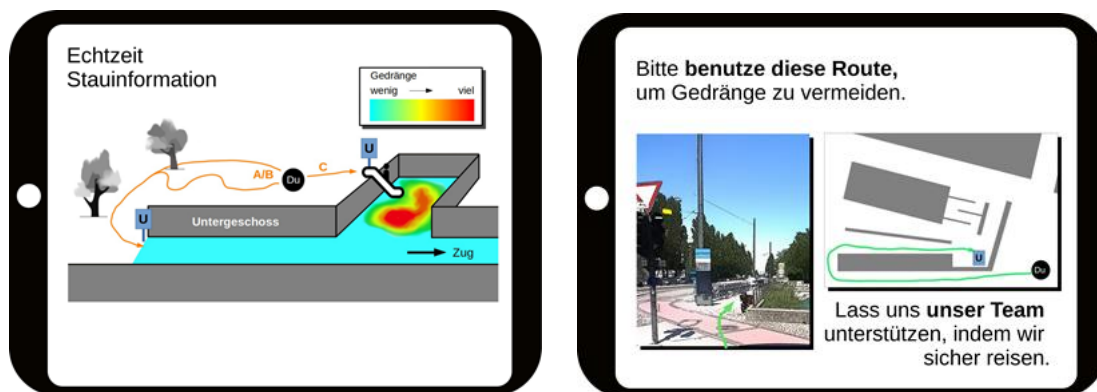 Echtzeit
Stauinformation
Gedränge
wenig viel
U
A/B
Du
C
U
Untergeschoss
Zug
Bitte benutze diese Route,
um Gedränge zu vermeiden.
U
Du
Lass uns unser Team
unterstützen, indem wir
sicher reisen.